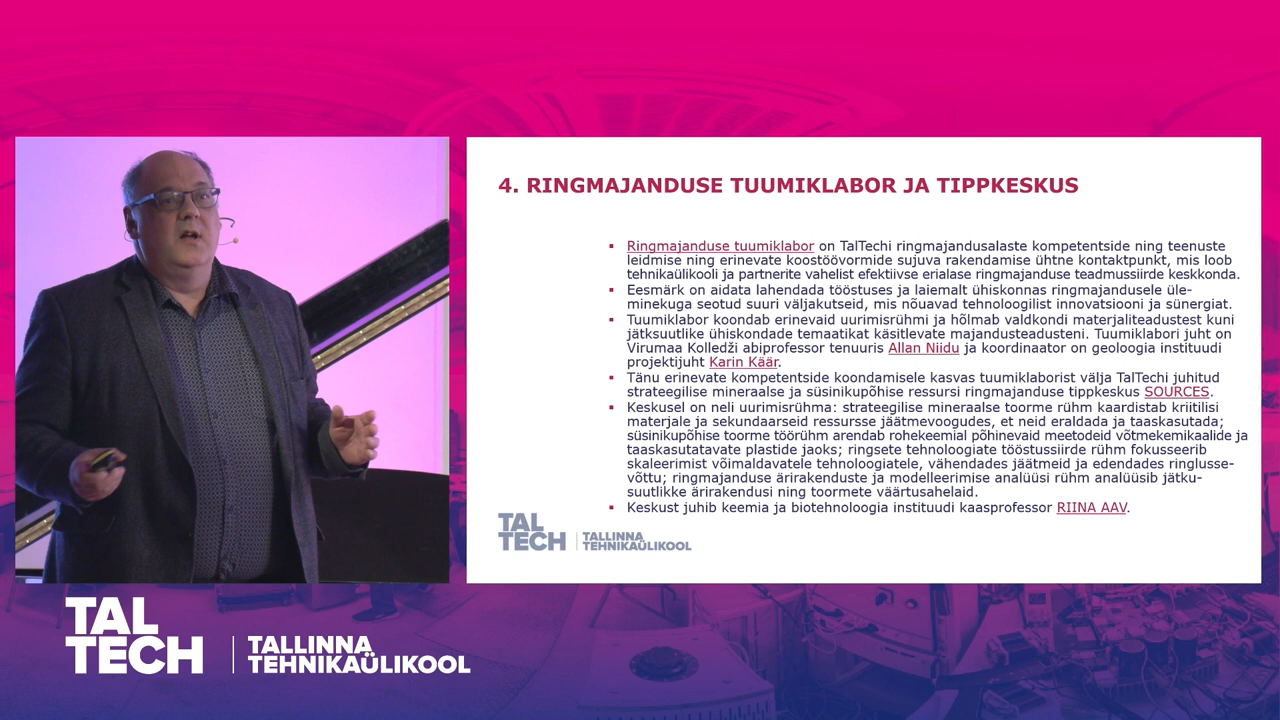 4. RINGMAJANDUSE TUUMIKLABOR JA TIPPKESKUS
▪ Ringmajanduse tuumiklabor on TalTechi ringmajandusalaste kompetentside ning teenuste
leidmise ning erinevate koostöövormide sujuva rakendamise ühtne kontaktpunkt, mis loob
tehnikaülikooli ja partnerite vahelist efektiivse erialase ringmajanduse teadmussiirde keskkonda.
▪ Eesmärk on aidata lahendada tööstuses ja laiemalt ühiskonnas ringmajandusele üle-
minekuga seotud suuri väljakutseid, mis nõuavad tehnoloogilist innovatsiooni ja sünergiat.
▪ Tuumiklabor koondab erinevaid uurimisrühmi ja hõlmab valdkondi materjaliteadustest kuni
jätksuutlike ühiskondade temaatikat käsitlevate majandusteadusteni. Tuumiklabori juht on
Virumaa Kolledži abiprofessor tenuuris Allan Niidu ja koordinaator on geoloogia instituudi
projektijuht Karin Käär.
▪ Tänu erinevate kompetentside koondamisele kasvas tuumiklaborist välja TalTechi juhitud
strateegilise mineraalse ja süsinikupõhise ressursi ringmajanduse tippkeskus SOURCES.
▪ Keskusel on neli uurimisrühma: strateegilise mineraalse toorme rühm kaardistab kriitilisi
materjale ja sekundaarseid ressursse jäätmevoogudes, et neid eraldada ja taaskasutada;
süsinikupõhise toorme töörühm arendab rohekeemial põhinevaid meetodeid võtmekemikaalide ja
taaskasutatavate plastide jaoks; ringsete tehnoloogiate tööstussiirde rühm fokusseerib
skaleerimist võimaldavatele tehnoloogiatele, vähendades jäätmeid ja edendades ringlusse-
võttu; ringmajanduse ärirakenduste ja modelleerimise analüüsi rühm analüüsib jätku-
suutlikke ärirakendusi ning toormete väärtusahelaid.
▪ Keskust juhib keemia ja biotehnoloogia instituudi kaasprofessor RIINA AAV.
TAL
TECH
TALLINNA
TEHNIKAÜLIKOOL
TAL
TECH
TALLINNA
TEHNIKAÜLIKOOL